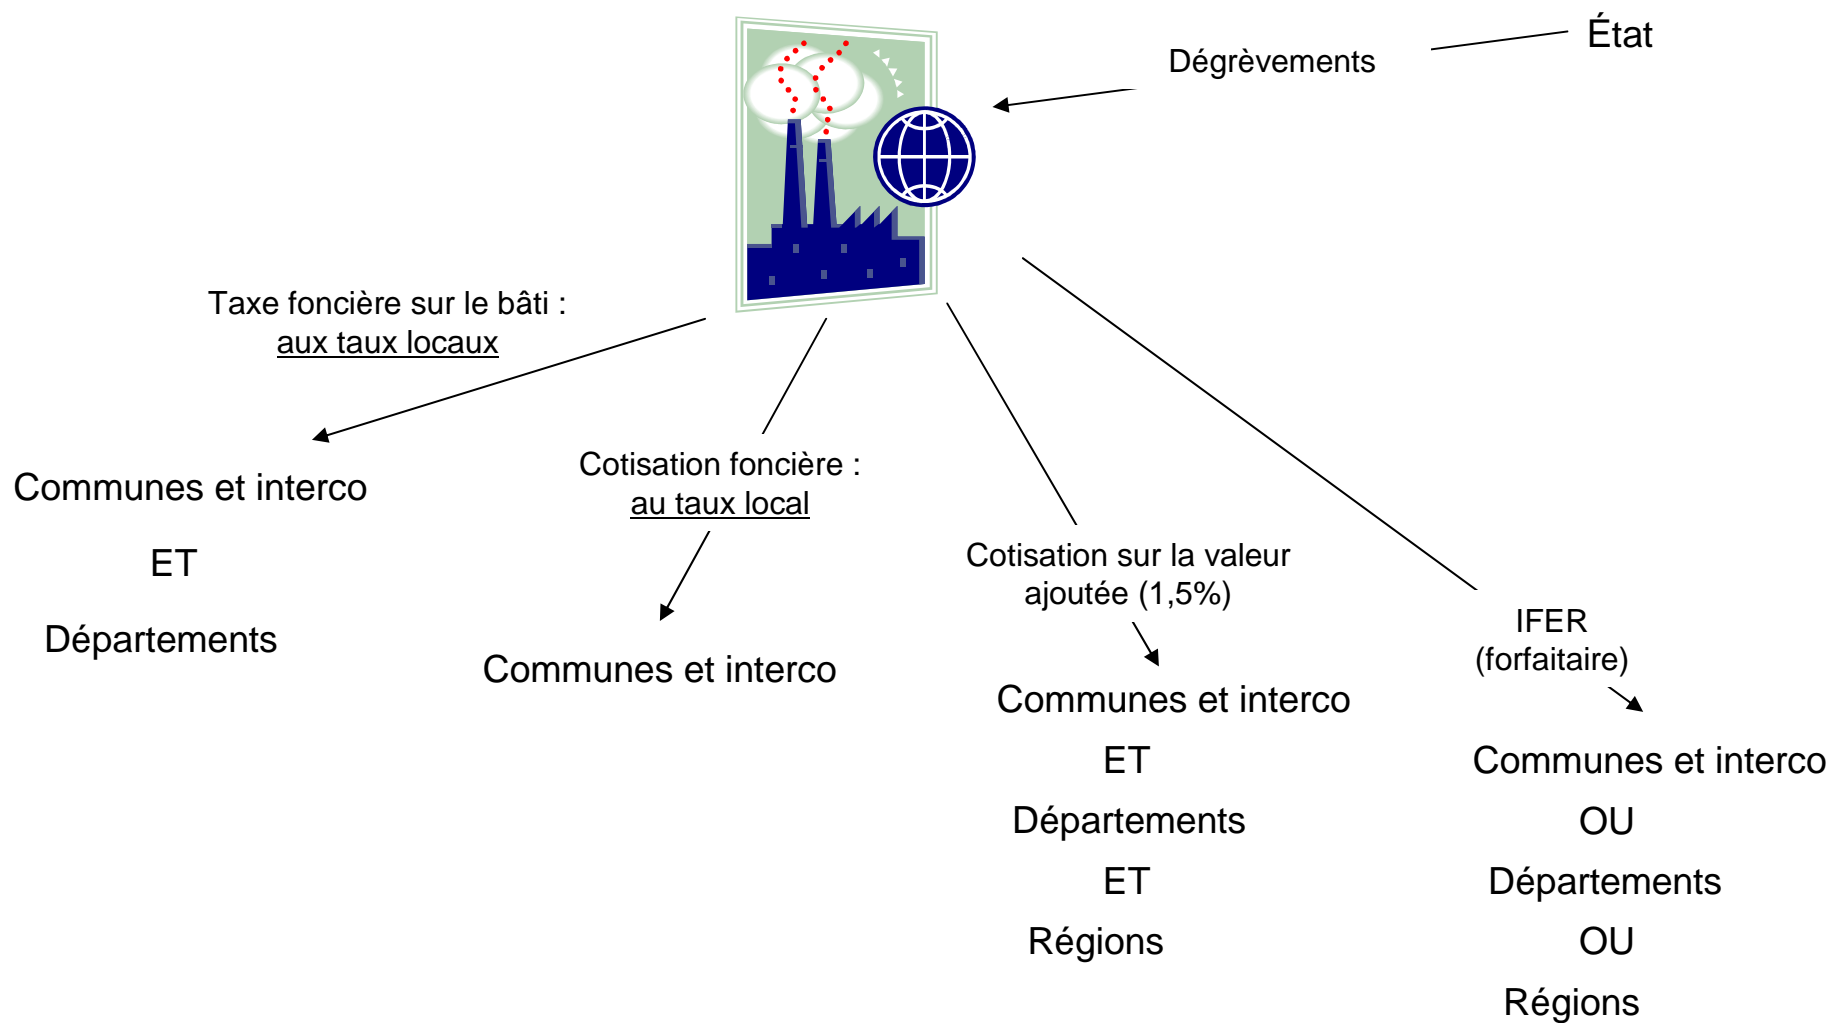 État
Dégrèvements
Taxe foncière sur le bâti :
aux taux locaux
Communes et interco
ET
Départements
Cotisation foncière :
au taux local
Communes et interco
Cotisation sur la valeur
ajoutée (1,5%)
Communes et interco
ET
Départements
ET
Régions
IFER
(forfaitaire)
Communes et interco
OU
Départements
OU
Régions